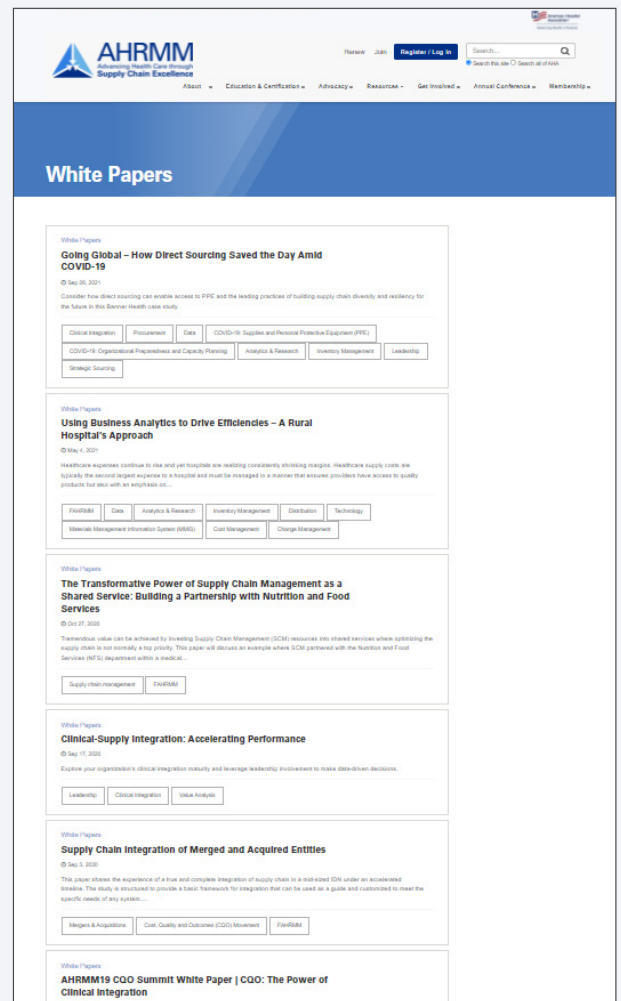 American Hospital
Association
AHRMM
Advancing Health Care through
Supply Chain Excellence
Renew Join Register / Log In Search...
Search this site Search all of AHA
About Education & Certification Advocacy Resources Get Involved Annual Conference Membership
White Papers
White Papers
Going Global – How Direct Sourcing Saved the Day Amid
COVID-19
Sep 2021
Consider how direct sourcing can enable access to PPE and the leading practices of building supply chain diversity and resiliency for
the future in this Banner Health case study.
Clinical Integration Procurement Data COVID-19: Supplies and Personal Protective Equipment (PPE)
COVID-19: Organizational Preparedness and Capacity Planning Analytics & Research Inventory Management Leadership
Strategic Sourcing
White Papers
Using Business Analytics to Drive Efficiencies – A Rural
Hospital's Approach
May 4, 2021
Healthcare expenses continue to rise and yet hospitals are realizing consistently shrinking margins. Healthcare supply costs are
typically the second largest expense to a hospital and must be managed in a manner that ensures providers have access to quality
products but also with an emphasis on...
FAHRMM Data Analytics & Research Inventory Management Distribution Technology
Materials Management Information System (MMIS) Cost Management Change Management
White Papers
The Transformative Power of Supply Chain Management as a
Shared Service: Building a Partnership with Nutrition and Food
Services
Oct 27, 2020
Tremendous value can be achieved by investing Supply Chain Management (SCM) resources into shared services where optimizing the
supply chain is not normally a top priority. This paper will discuss an example where SCM partnered with the Nutrition and Food
Services (NFS) department within a medical...
Supply chain management FAHRMM
White Papers
Clinical-Supply Integration: Accelerating Performance
Sep 17, 2020
Explore your organization's clinical integration maturity and leverage leadership involvement to make data-driven decisions.
Leadership Clinical Integration Value Analysis
White Papers
Supply Chain Integration of Merged and Acquired Entities
Sep 3, 2020
This paper shares the experience of a true and complete integration of supply chain in a mid-sized IDN under an accelerated
timeline. The study is structured to provide a basic framework for integration that can be used as a guide and customized to meet the
specific needs of any system....
Mergers & Acquisitions Cost, Quality and Outcomes (CQO) Movement FAHRMM
White Papers
AHRMM19 CQO Summit White Paper | CQO: The Power of
Clinical Integration